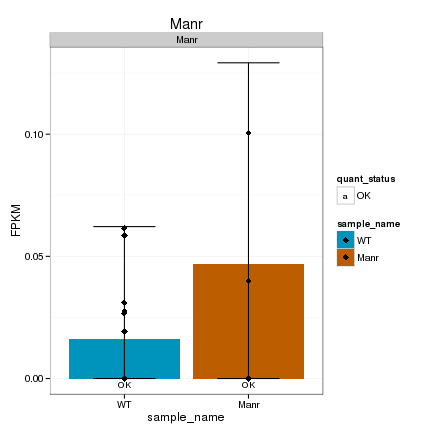 Manr
Manr
FPKM
0.10
0.05
0.00
OK OK
WT Manr
sample_name
quant_status
a OK
sample_name
WT
Manr